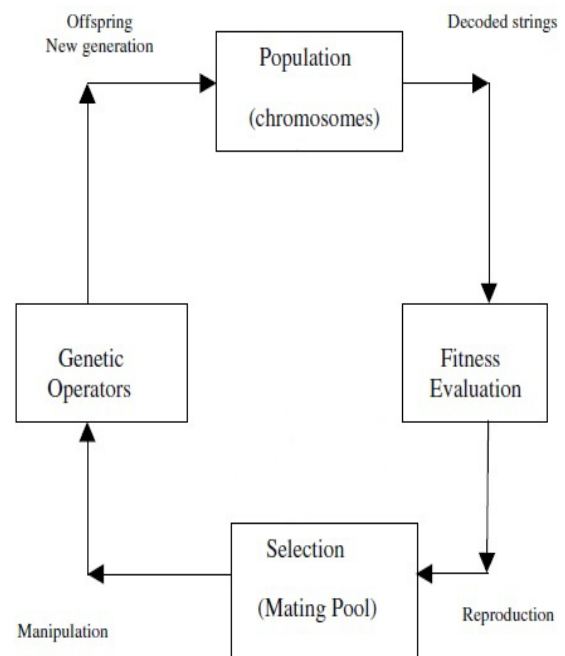 Offspring
New generation
Decoded strings
Population
(chromosomes)
Genetic
Operators
Fitness
Evaluation
Selection
(Mating Pool)
Manipulation
Reproduction